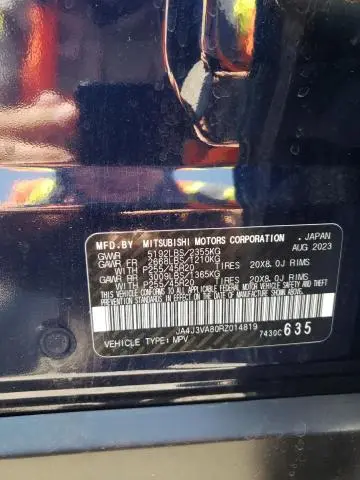 MFD.BY MITSUBISHI MOTORS CORPORATION , JAPAN
GVWR 5192LBS/2355KG AUG 2023
GAWR FR 2668LBS/1210KG
WITH P255/45R20 TIRES 20X8.0J RIMS
GAWR RR 3009LBS/1365KG
WITH P255/45R20 TIRES 20X8.0J RIMS
THIS VEHICLE CONFORMS TO ALL APPLICABLE FEDERAL MOTOR VEHICLE SAFETY, BUMPER, AND THEFT PREVENTION STANDARDS IN EFFECT ON THE DATE OF MANUFACTURE SHOWN ABOVE.
JA4J3VA80RZ014819 7430C 635
VEHICLE TYPE: MPV